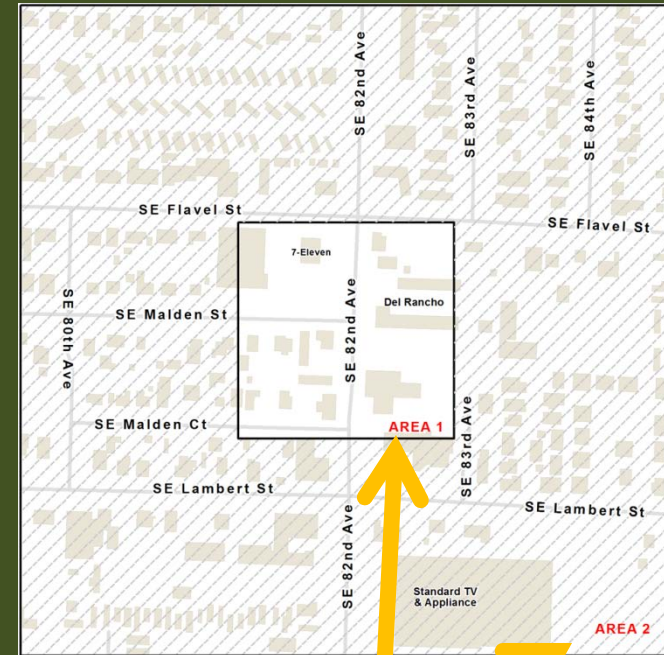 SE 82nd Ave
SE 83rd Ave
SE 84th Ave
SE Flavel St
SE Flavel St
7-Eleven
Del Rancho
SE 80th Ave
SE Malden St
SE 82nd Ave
SE Malden Ct
AREA 1
SE 83rd Ave
SE Lambert St
SE Lambert St
SE 82nd Ave
Standard TV
& Appliance
AREA 2